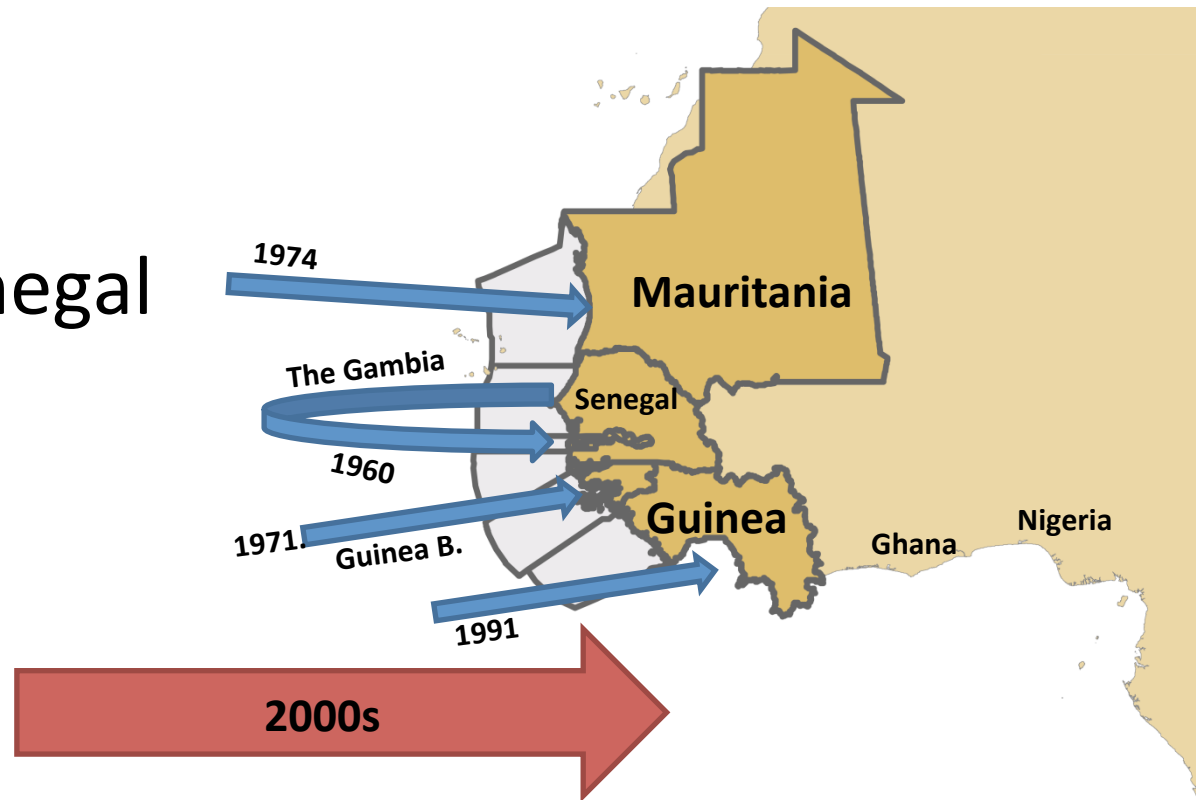 1974
negal
Mauritania
The Gambia
Senegal
1960
Guinea
Nigeria
1971.
Guinea B.
Ghana
1991
2000s